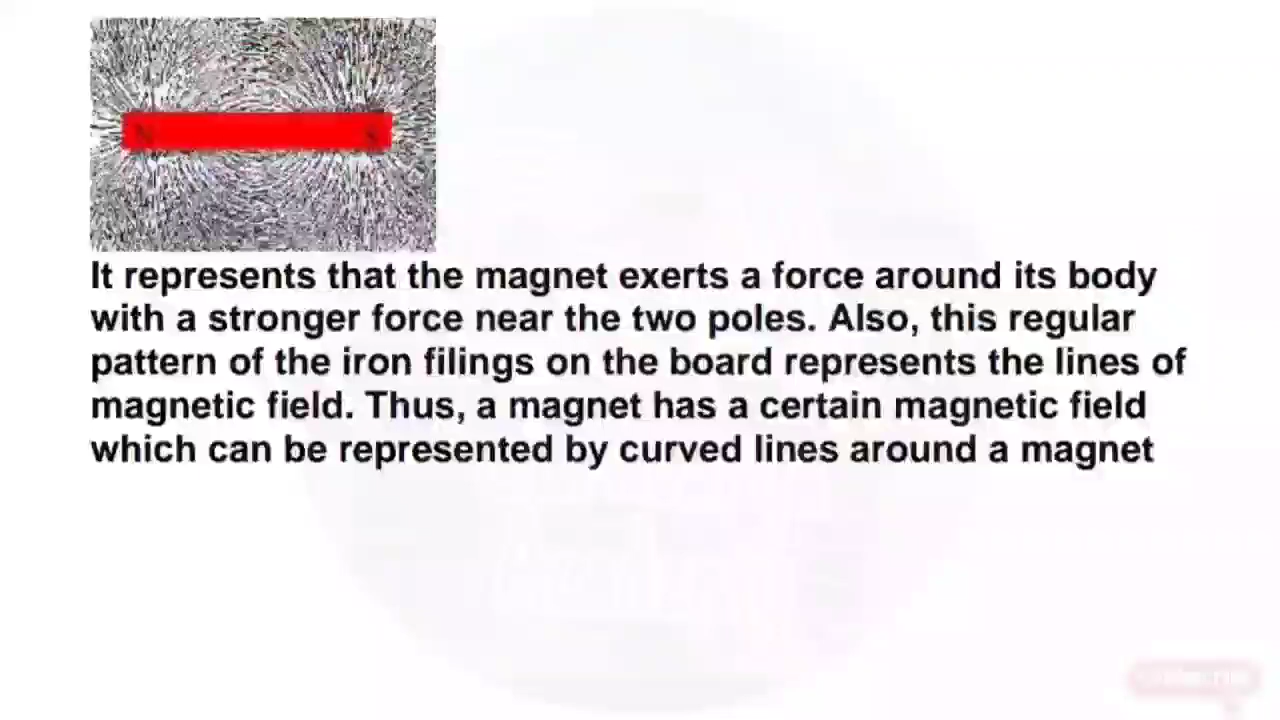 N S
It represents that the magnet exerts a force around its body
with a stronger force near the two poles. Also, this regular
pattern of the iron filings on the board represents the lines of
magnetic field. Thus, a magnet has a certain magnetic field
which can be represented by curved lines around a magnet